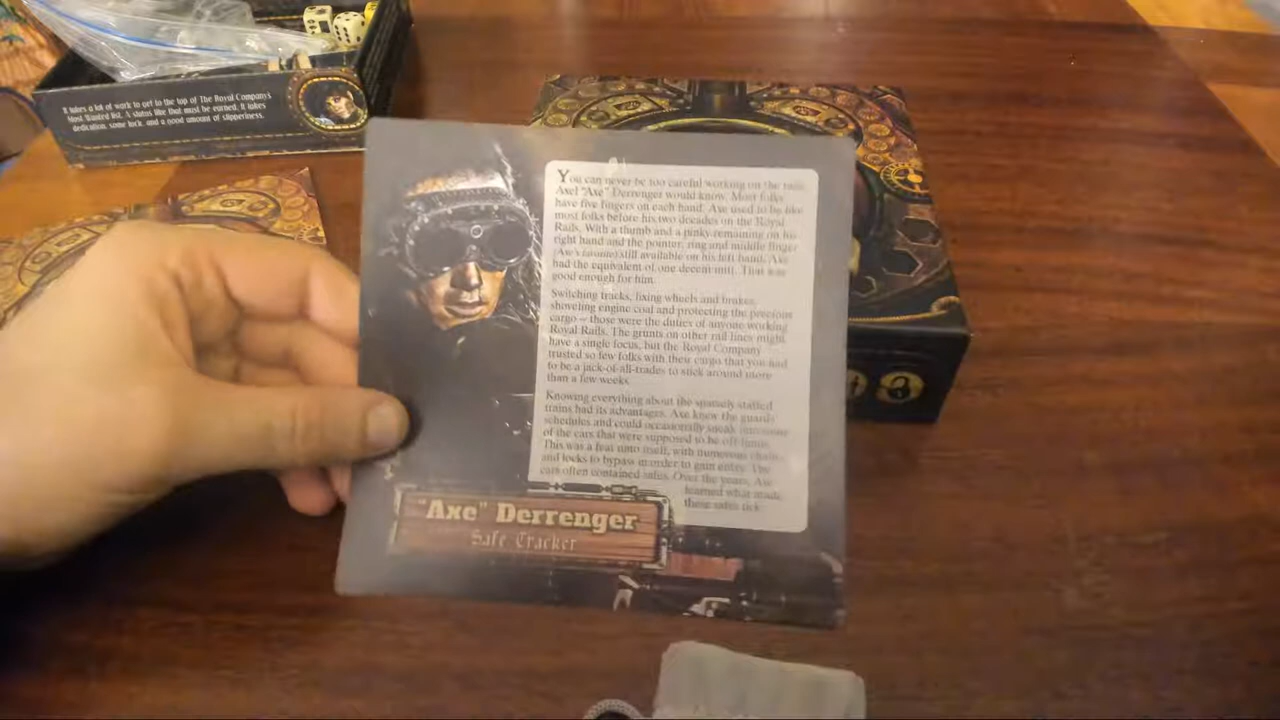 It takes a lot of work to get to the top of The Royal Company's
Most Wanted list. A status like that must be earned. It takes
dedication, some luck, and a good amount of slipperiness.
You can never be too careful working on the rails.
Axel "Axe" Derrenger would know. Most folks
have five fingers on each hand. Axe used to be like
most folks before his two decades on the Royal
Rails. With a thumb and a pinky remaining on his
right hand and the pointer, ring and middle finger
(Axe's favorite) still available on his left hand, Axe
had the equivalent of one decent mitt. That was
good enough for him.
Switching tracks, fixing wheels and brakes,
shoveling engine coal and protecting the precious
cargo – those were the duties of anyone working
Royal Rails. The grunts on other rail lines might
have a single focus, but the Royal Company
trusted so few folks with their cargo that you had
to be a jack-of-all-trades to stick around more
than a few weeks.
Knowing everything about the sparsely staffed
trains had its advantages. Axe knew the guard
schedules and could occasionally sneak into some
of the cars that were supposed to be off limits.
This was a feat unto itself, with numerous chains
and locks to bypass in order to gain entry. The
cars often contained safes. Over the years, Axe
learned what made
these safes tick.
"Axe" Derrenger
Safe Cracker